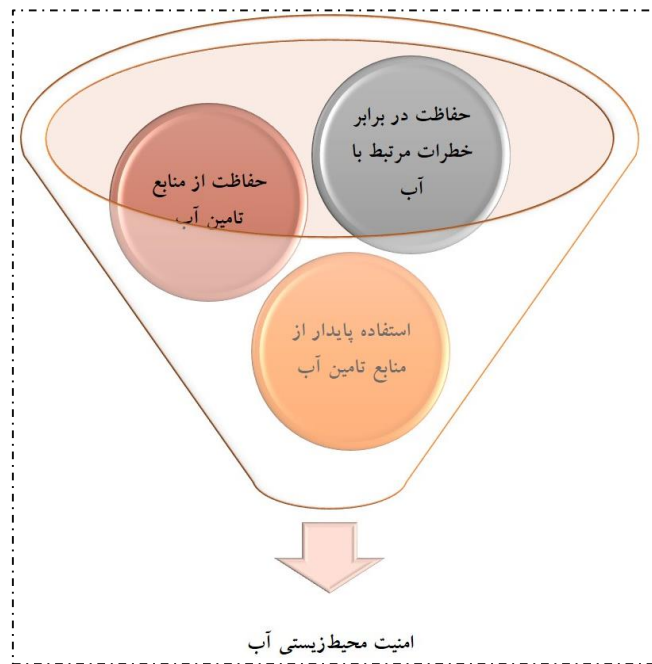 حفاظت در برابر
خطرات مرتبط با
آب
حفاظت از منابع
تامین آب
استفاده پایدار از
منابع تامین آب
امنیت محیط‌زیستی آب